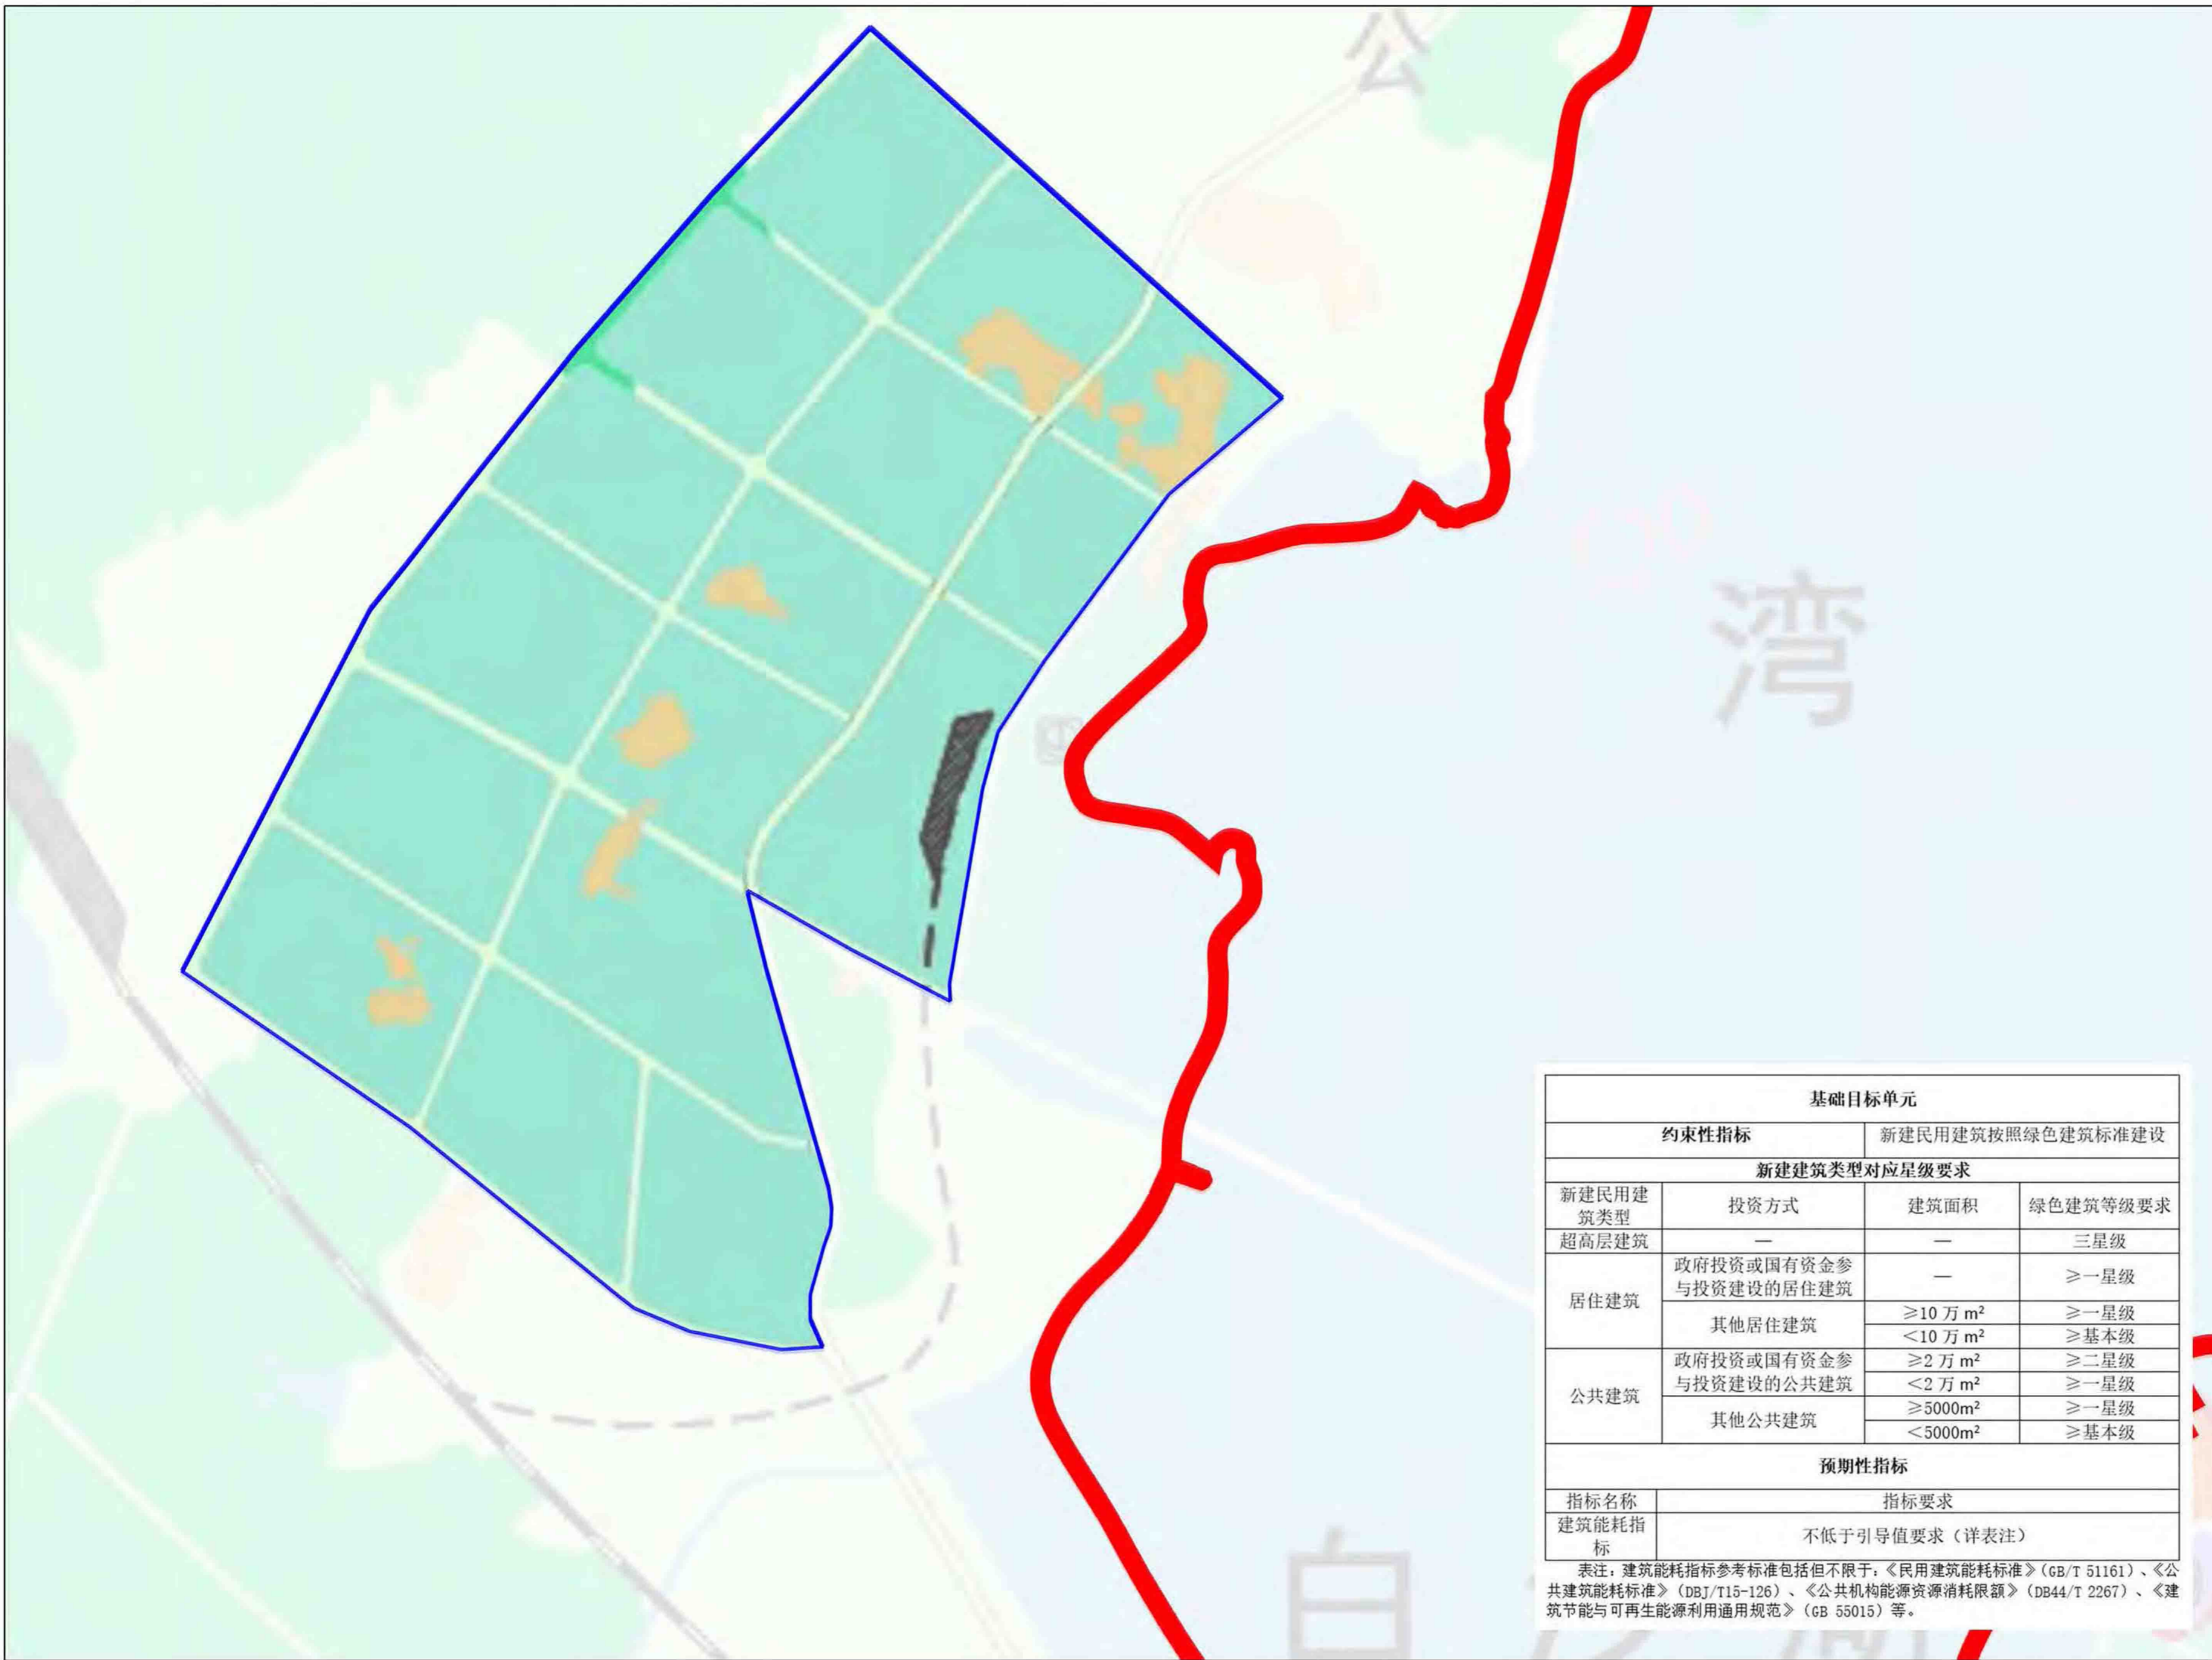 公
湾
基础目标单元
约束性指标 新建民用建筑按照绿色建筑标准建设
新建建筑类型对应星级要求
新建民用建
筑类型 投资方式 建筑面积 绿色建筑等级要求
超高层建筑 — — 三星级
居住建筑 政府投资或国有资金参
与投资建设的居住建筑 — ≥一星级
其他居住建筑 ≥10 万 m²  ≥一星级
<10 万 m² ≥基本级
公共建筑 政府投资或国有资金参
与投资建设的公共建筑 ≥2 万 m² ≥二星级
<2 万 m² ≥一星级
其他公共建筑 ≥5000m² ≥一星级
<5000m² ≥基本级
预期性指标
指标名称 指标要求
建筑能耗指
标 不低于引导值要求（详表注）
表注：建筑能耗指标参考标准包括但不限于：《民用建筑能耗标准》（GB/T 51161）、《公
共建筑能耗标准》（DBJ/T15-126）、《公共机构能源资源消耗限额》（DB44/T 2267）、《建
筑节能与可再生能源利用通用规范》（GB 55015）等。
白